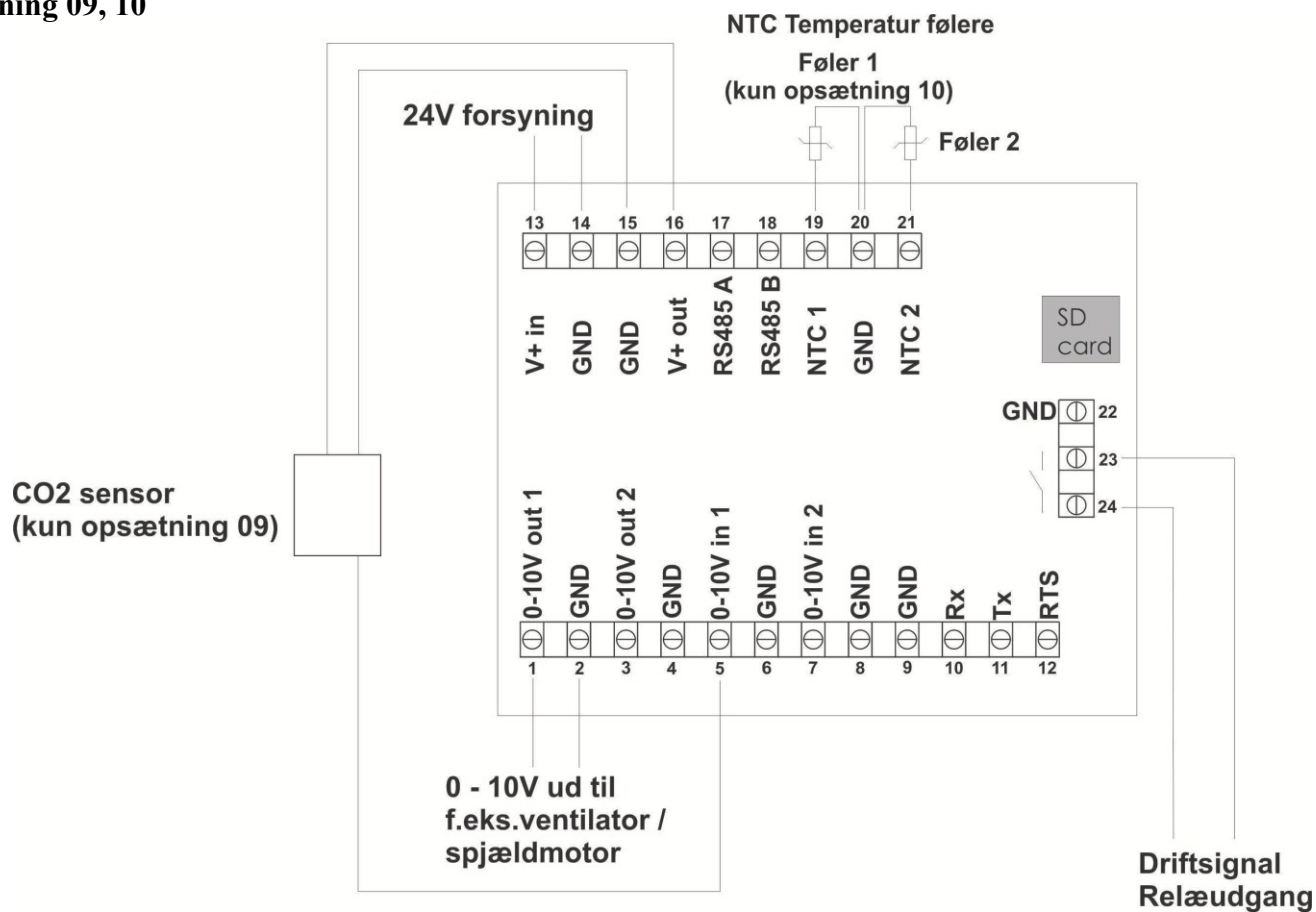 ning 09, 10
NTC Temperatur følere
Føler 1
(kun opsætning 10)
24V forsyning
Føler 2
13 14 15 16 17 18 19 20 21
V+ in
GND
GND
V+ out
RS485 A
RS485 B
NTC 1
GND
NTC 2
SD
card
GND 22
23
24
CO2 sensor
(kun opsætning 09)
0-10V out 1
GND
0-10V out 2
GND
0-10V in 1
GND
0-10V in 2
GND
GND
Rx
Tx
RTS
1 2 3 4 5 6 7 8 9 10 11 12
0 - 10V ud til
f.eks.ventilator /
spjældmotor
Driftsignal
Relæudgang